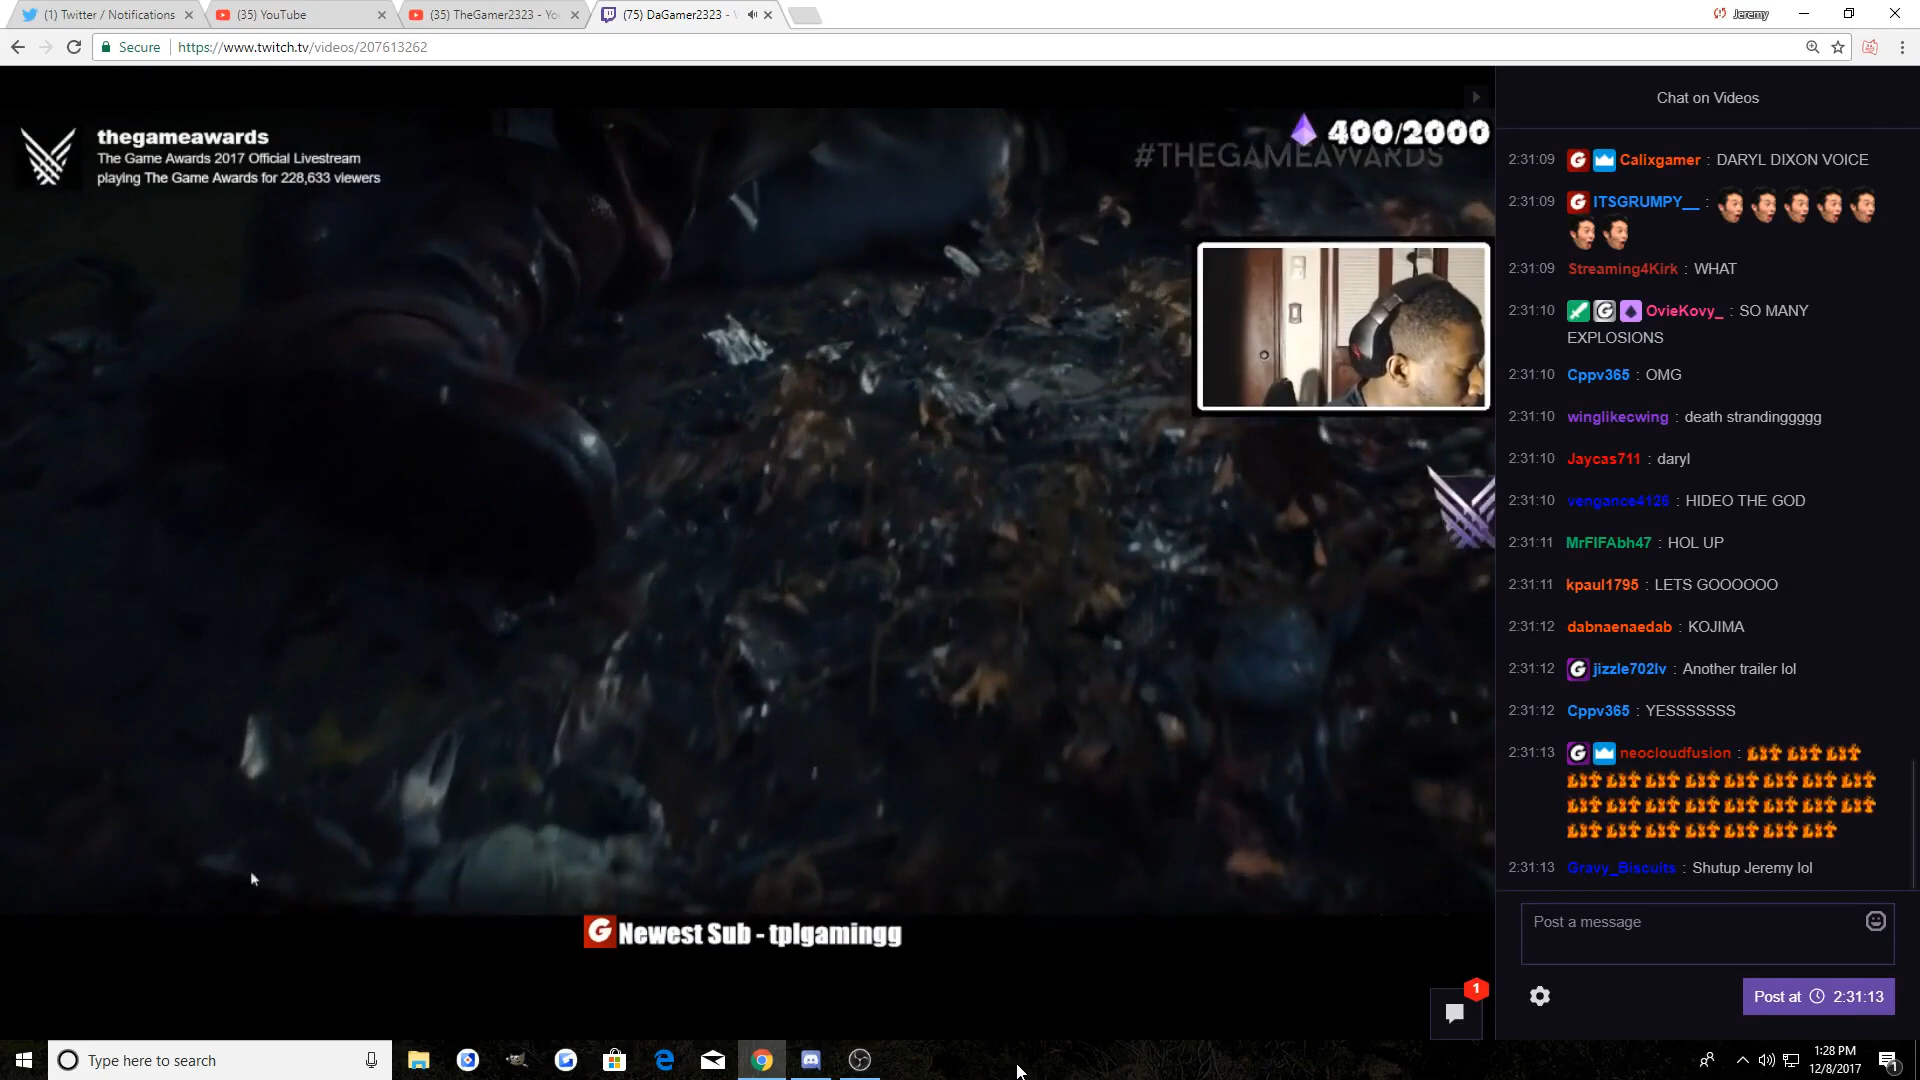 (1) Twitter / Notifications
(35) YouTube
(35) TheGamer2323 - Yo
(75) DaGamer2323 -
Jeremy
Secure
https://www.twitch.tv/videos/207613262
thegameawards
The Game Awards 2017 Official Livestream
playing The Game Awards for 228,633 viewers
400/2000
#THEGAMEAWARDS
Chat on Videos
2:31:09 Calixgamer : DARYL DIXON VOICE
2:31:09 ITSGRUMPY__ :
2:31:09 Streaming4Kirk : WHAT
2:31:10 OvieKovy_ : SO MANY
EXPLOSIONS
2:31:10 Cppv365 : OMG
2:31:10 winglikecwing : death strandinggggg
2:31:10 Jaycas711 : daryl
2:31:10 vengance4126 : HIDEO THE GOD
2:31:11 MrFIFAbh47 : HOL UP
2:31:11 kpaul1795 : LETS GOOOOOO
2:31:12 dabnaenaedab : KOJIMA
2:31:12 jizzle702lv : Another trailer lol
2:31:12 Cppv365 : YESSSSSSS
2:31:13 neocloudfusion :
2:31:13 Gravy_Biscuits : Shutup Jeremy lol
Post a message
Post at 2:31:13
G Newest Sub - tplgamingg
1
Type here to search
1:28 PM
12/8/2017
1